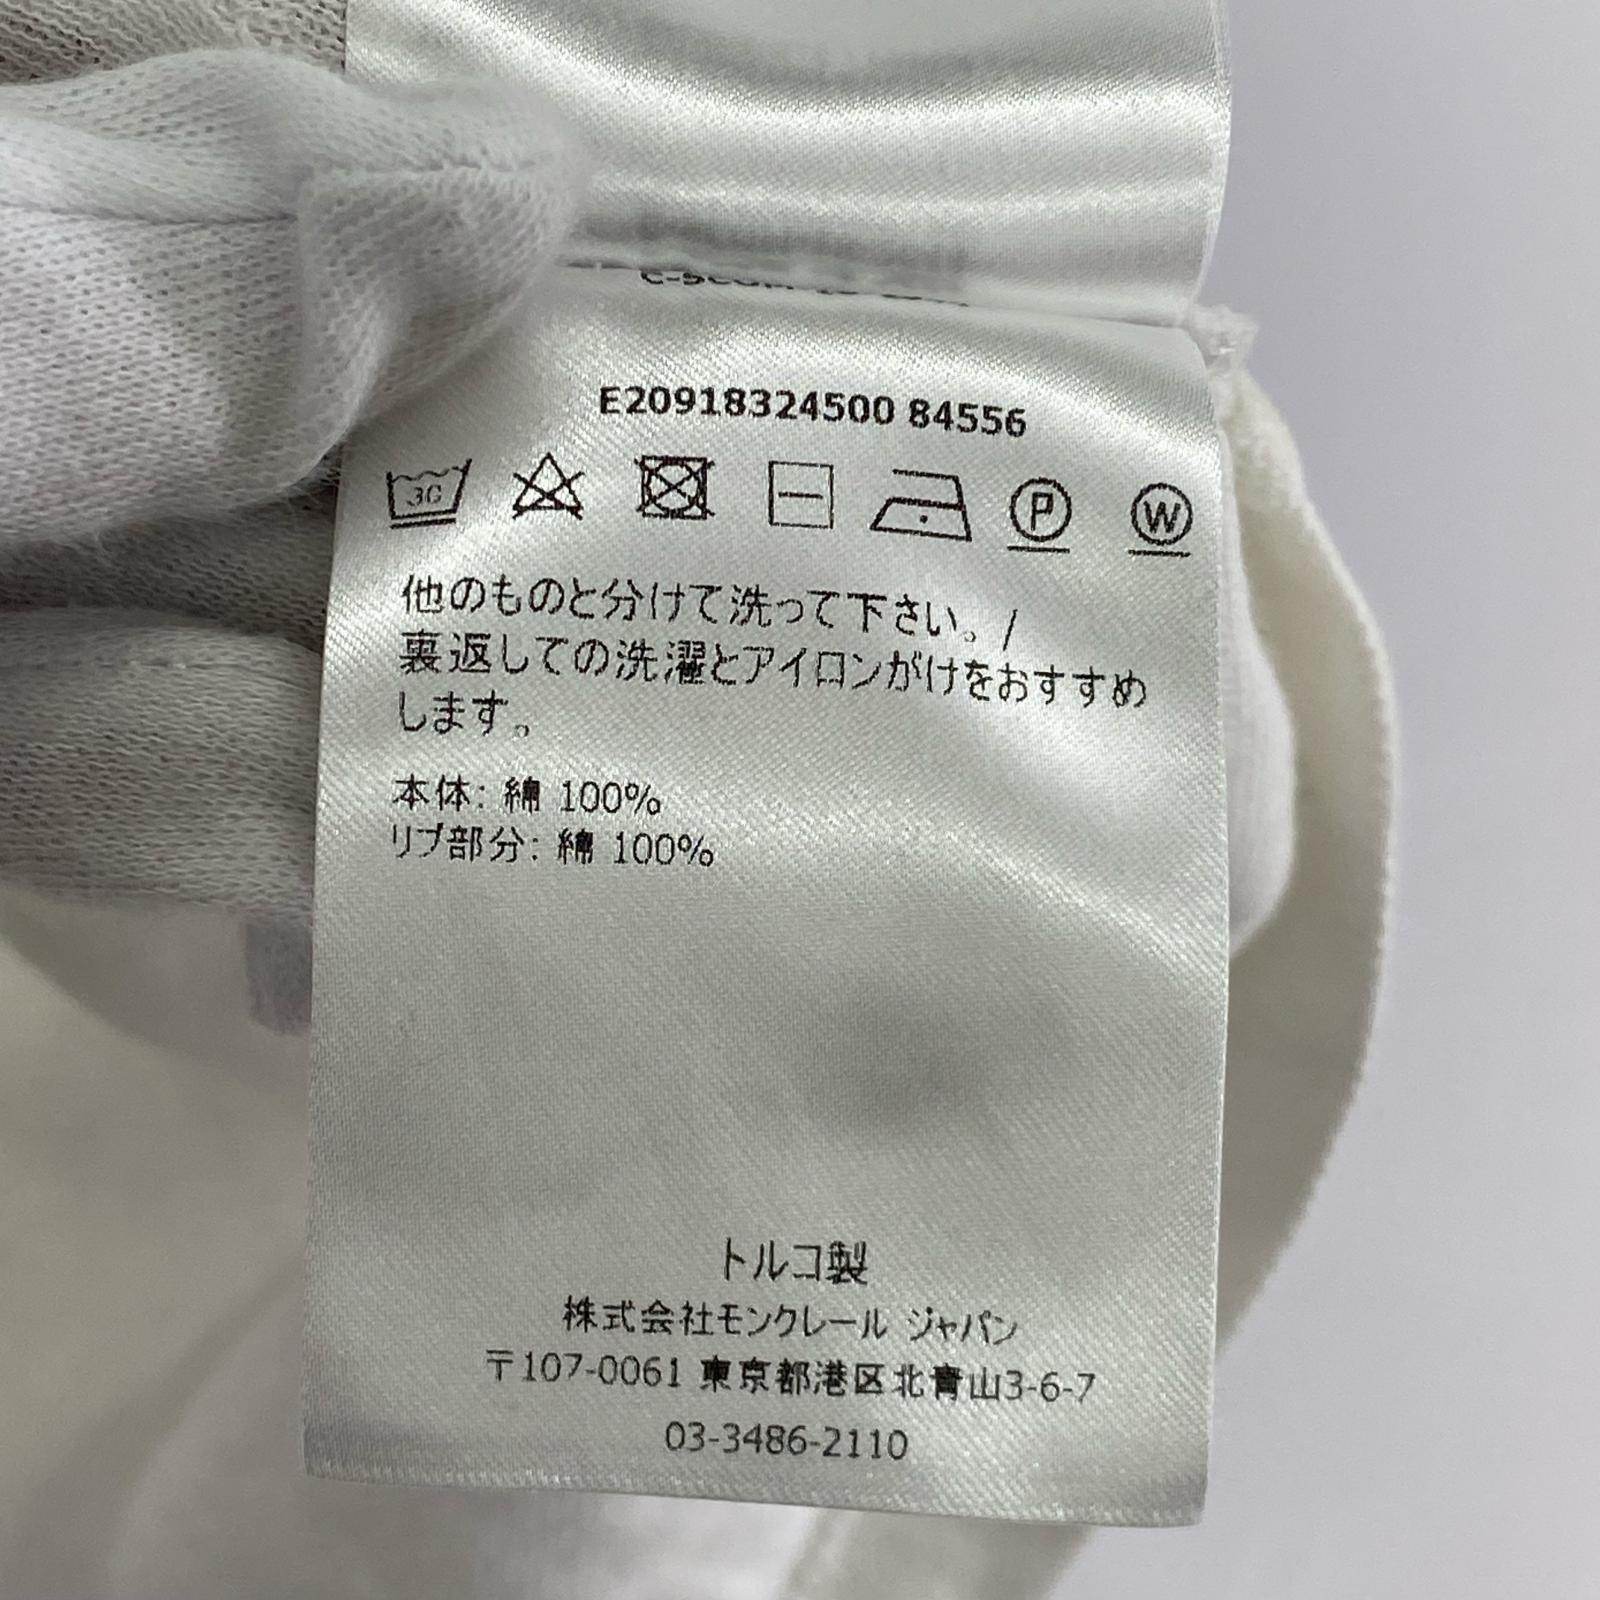 E20918324500 84556
30 P W
他のものと分けて洗って下さい。/
裏返しての洗濯とアイロンがけをおすすめ
します。
本体: 綿 100%
リブ部分: 綿 100%
トルコ製
株式会社モンクレール ジャパン
〒107-0061 東京都港区北青山3-6-7
03-3486-2110